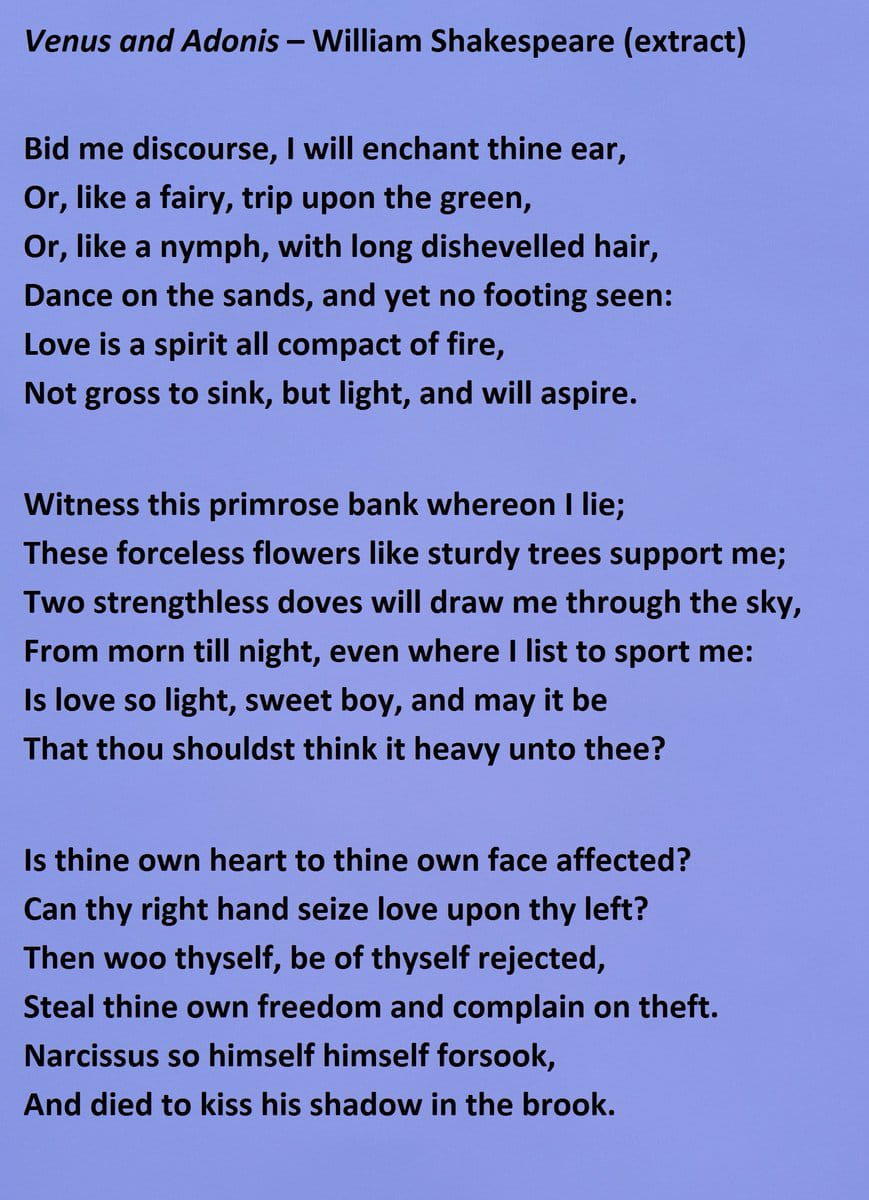 Venus and Adonis – William Shakespeare (extract)
Bid me discourse, I will enchant thine ear,
Or, like a fairy, trip upon the green,
Or, like a nymph, with long dishevelled hair,
Dance on the sands, and yet no footing seen:
Love is a spirit all compact of fire,
Not gross to sink, but light, and will aspire.
Witness this primrose bank whereon I lie;
These forceless flowers like sturdy trees support me;
Two strengthless doves will draw me through the sky,
From morn till night, even where I list to sport me:
Is love so light, sweet boy, and may it be
That thou shouldst think it heavy unto thee?
Is thine own heart to thine own face affected?
Can thy right hand seize love upon thy left?
Then woo thyself, be of thyself rejected,
Steal thine own freedom and complain on theft.
Narcissus so himself himself forsook,
And died to kiss his shadow in the brook.